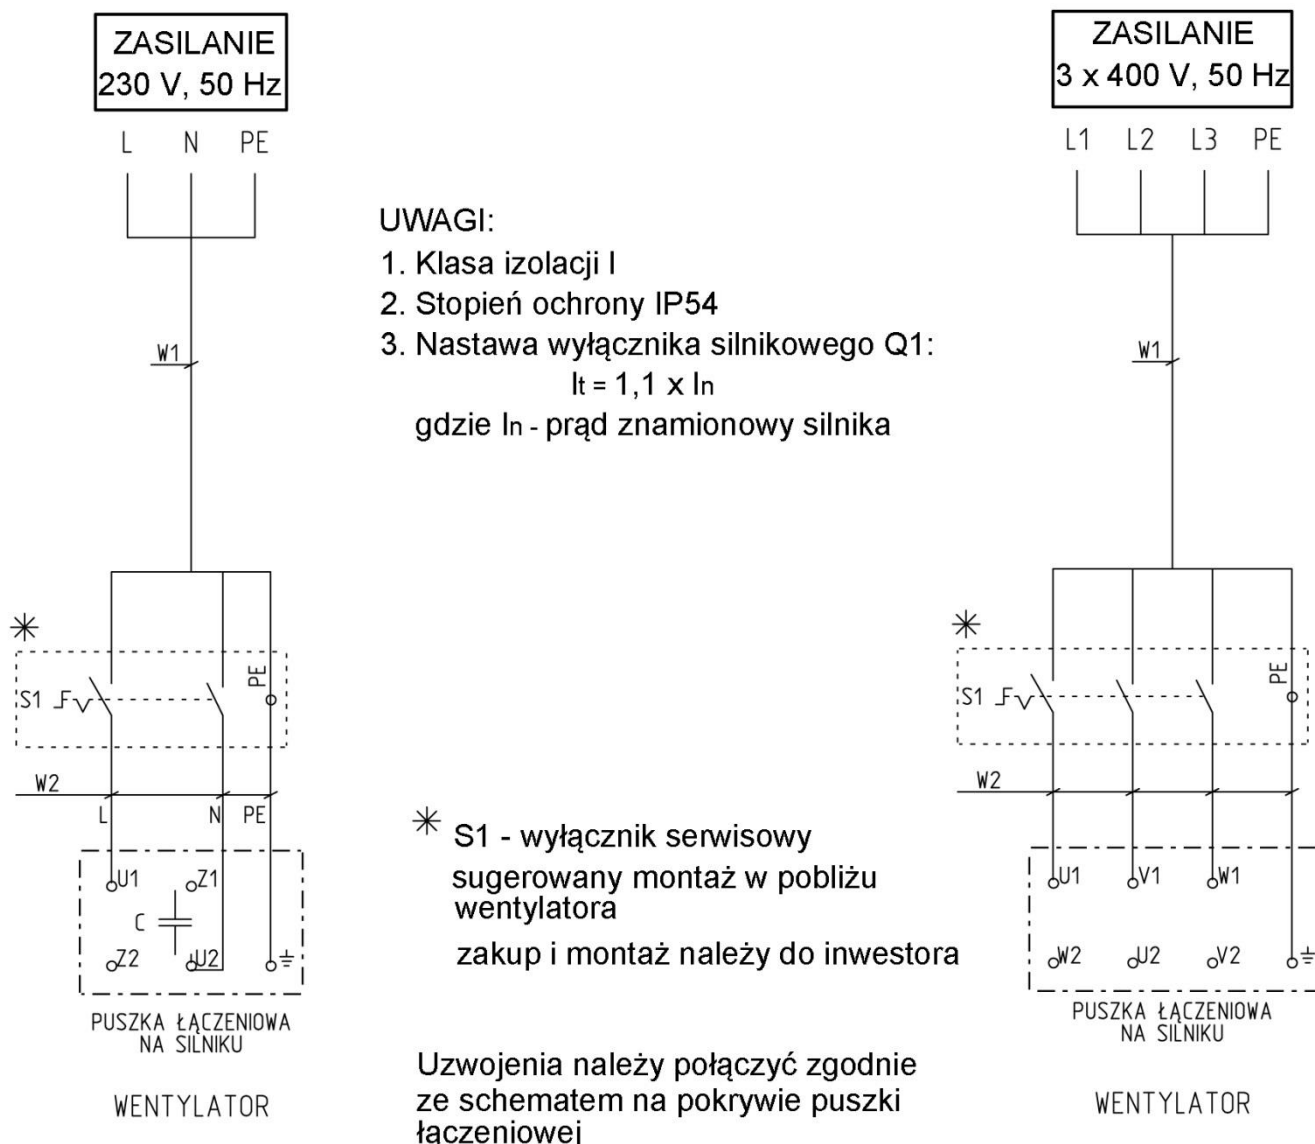 ZASILANIE
230 V, 50 Hz
L N PE
W1
S1 PE
W2
L N PE
U1 Z1
C
Z2 U2
PUSZKA ŁĄCZENIOWA
NA SILNIKU
WENTYLATOR
UWAGI:
1. Klasa izolacji I
2. Stopień ochrony IP54
3. Nastawa wyłącznika silnikowego Q1:
It = 1,1 x In
gdzie In - prąd znamionowy silnika
* S1 - wyłącznik serwisowy
sugerowany montaż w pobliżu
wentylatora
zakup i montaż należy do inwestora
Uzwojenia należy połączyć zgodnie
ze schematem na pokrywie puszki
łączeniowej
ZASILANIE
3 x 400 V, 50 Hz
L1 L2 L3 PE
W1
*
S1 PE
W2
U1 V1 W1
W2 U2 V2
PUSZKA ŁĄCZENIOWA
NA SILNIKU
WENTYLATOR